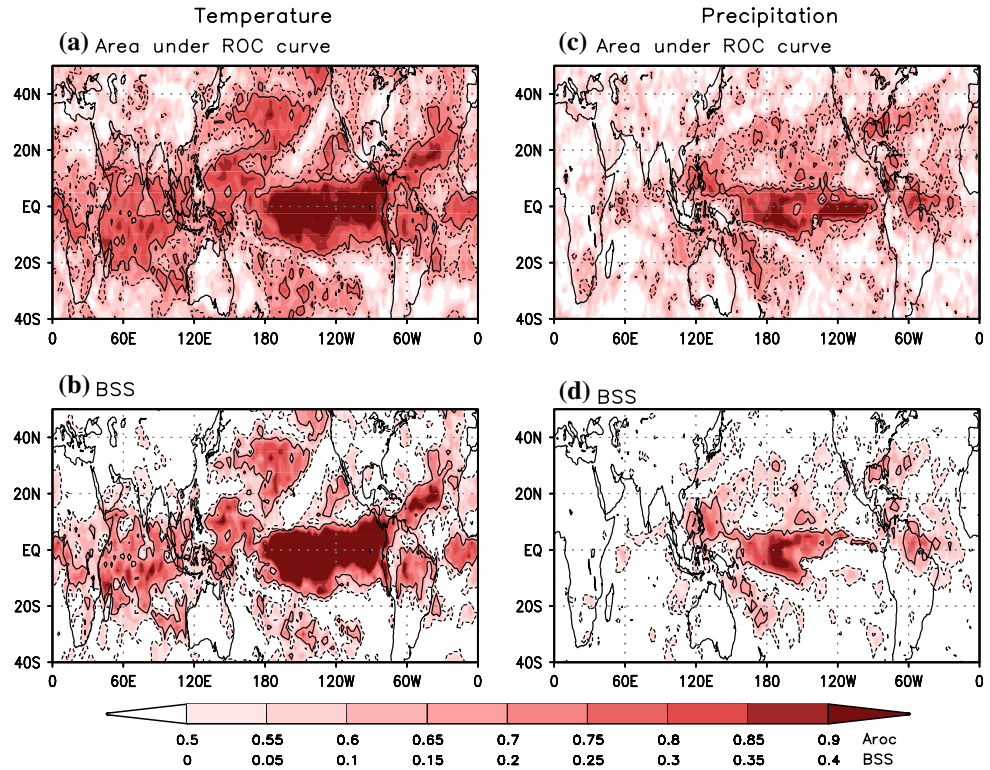 Temperature
Precipitation
(a) Area under ROC curve
(c) Area under ROC curve
40N
20N
EQ
20S
40S
0 60E 120E 180 120W 60W 0
40N
20N
EQ
20S
40S
0 60E 120E 180 120W 60W 0
(b) BSS
(d) BSS
40N
20N
EQ
20S
40S
0 60E 120E 180 120W 60W 0
40N
20N
EQ
20S
40S
0 60E 120E 180 120W 60W 0
0.5 0.55 0.6 0.65 0.7 0.75 0.8 0.85 0.9 Aroc
0 0.05 0.1 0.15 0.2 0.25 0.3 0.35 0.4 BSS